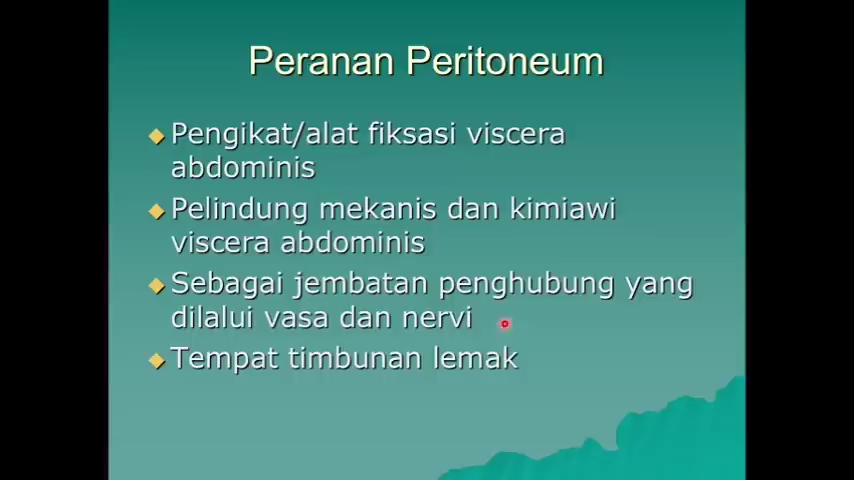 Peranan Peritoneum
Pengikat/alat fiksasi viscera
abdominis
Pelindung mekanis dan kimiawi
viscera abdominis
Sebagai jembatan penghubung yang
dilalui vasa dan nervi
Tempat timbunan lemak